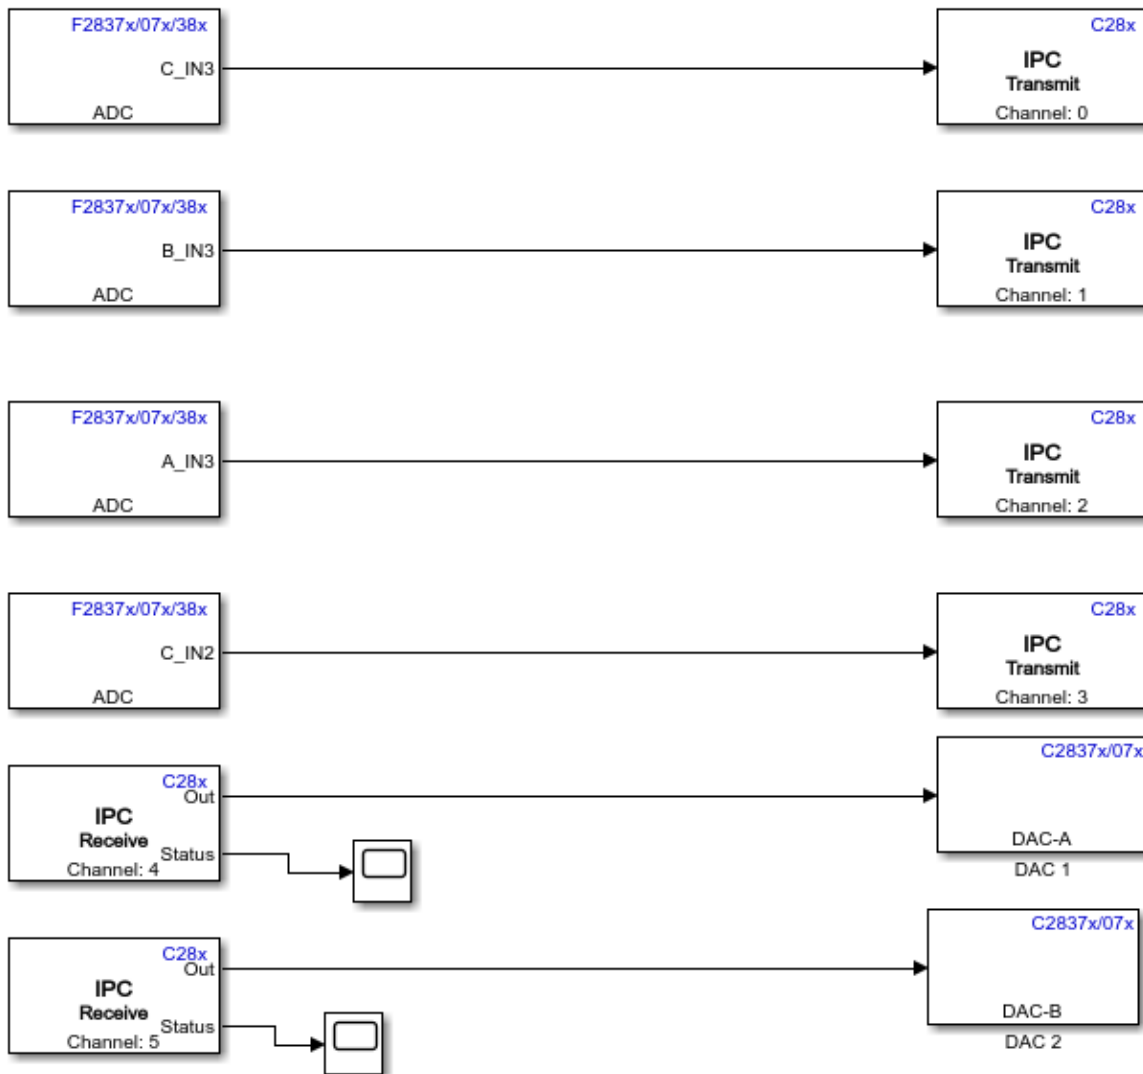 F2837x/07x/38x
C_IN3
ADC
C28x
IPC
Transmit
Channel: 0
F2837x/07x/38x
B_IN3
ADC
C28x
IPC
Transmit
Channel: 1
F2837x/07x/38x
A_IN3
ADC
C28x
IPC
Transmit
Channel: 2
F2837x/07x/38x
C_IN2
ADC
C28x
IPC
Transmit
Channel: 3
C28x
Out
IPC
Receive
Status
Channel: 4
C2837x/07x
DAC-A
DAC 1
C28x
Out
IPC
Receive
Status
Channel: 5
C2837x/07x
DAC-B
DAC 2